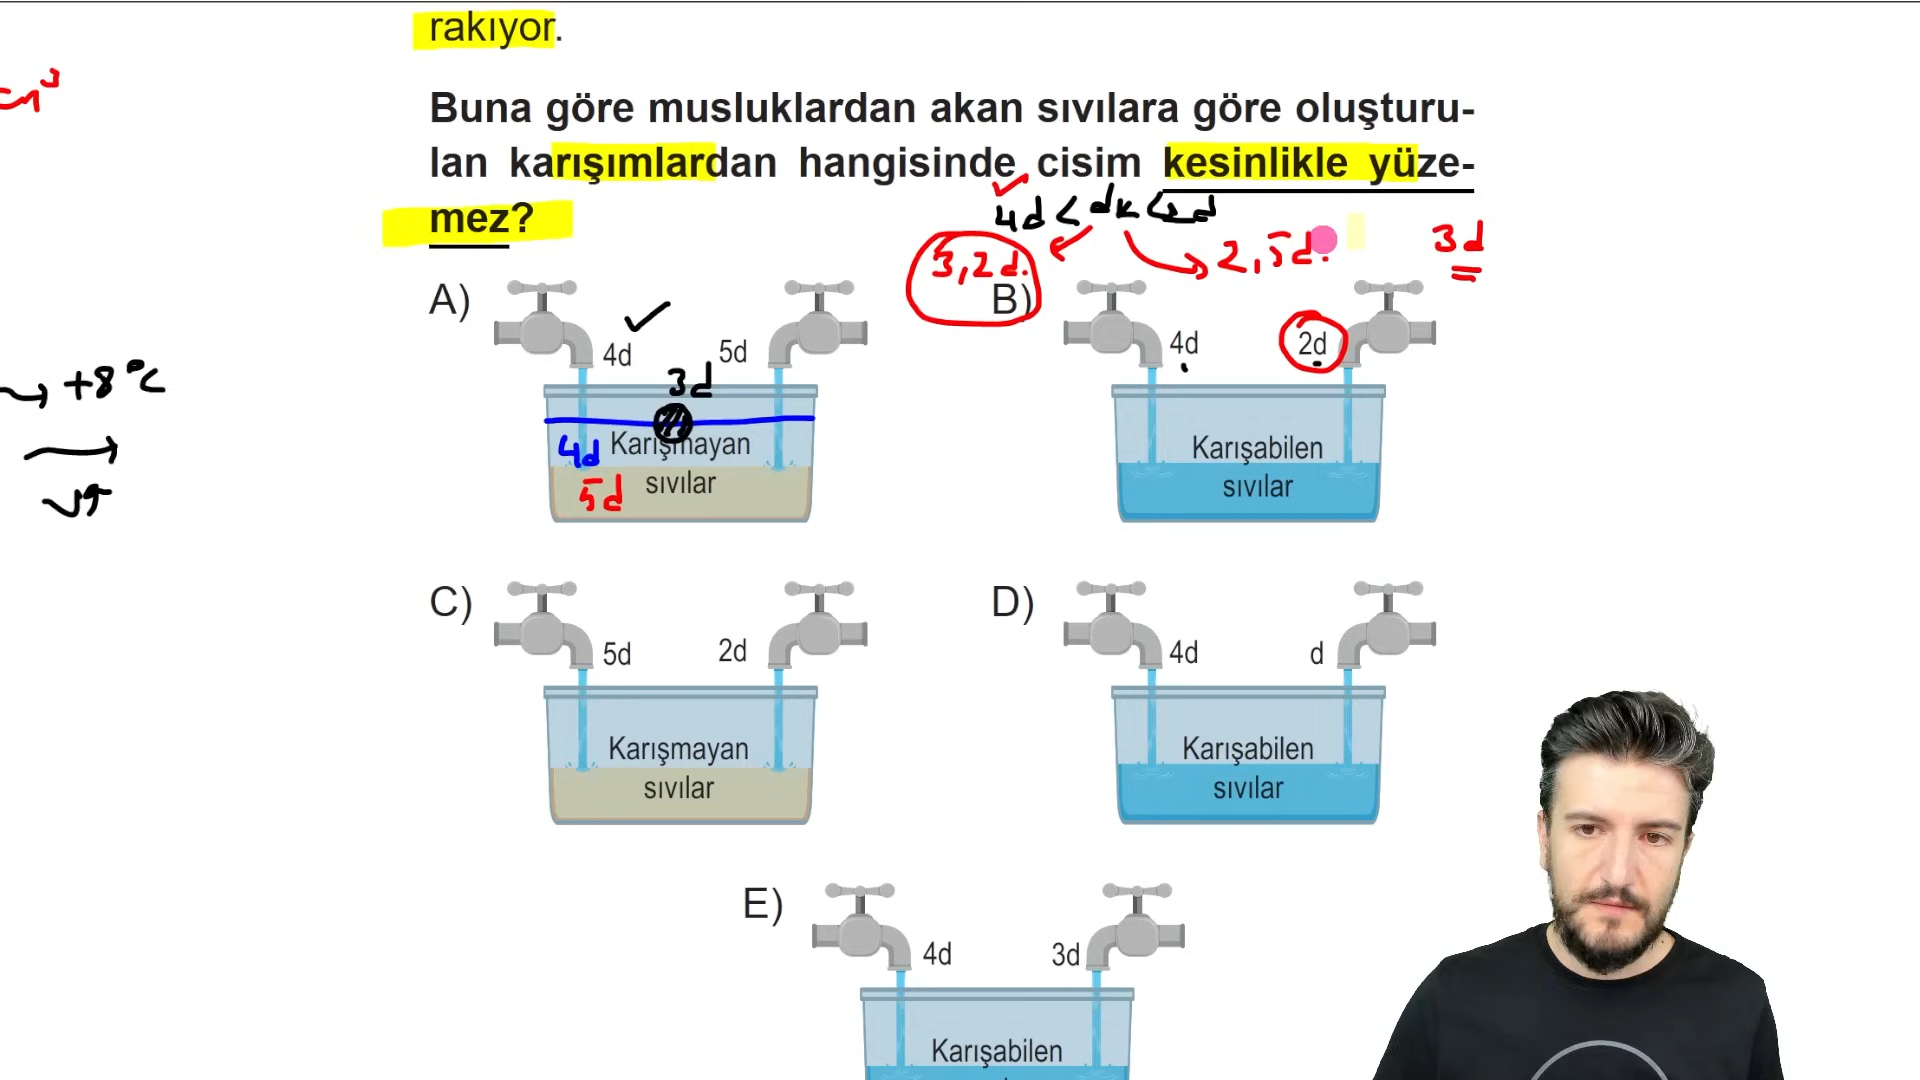 rakıyor.
cm³
Buna göre musluklardan akan sıvılara göre oluşturu-
lan karışımlardan hangisinde cisim kesinlikle yüze-
mez?
4d < dk < 2d
3,2d.
2,5d.
3d
A)
4d
5d
3d
Karışmayan
4d
sıvılar
5d
B)
4d
2d
Karışabilen
sıvılar
→ +8°C
C)
5d
2d
Karışmayan
sıvılar
D)
4d
d
Karışabilen
sıvılar
E)
4d
3d
Karışabilen